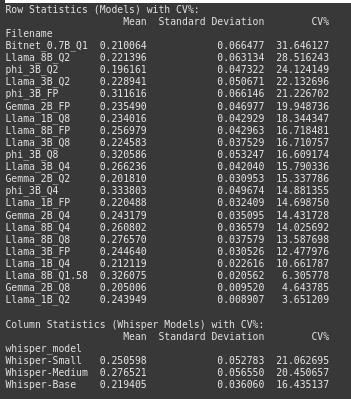 Row Statistics (Models) with CV%:
Mean Standard Deviation CV%
Filename
Bitnet_0.7B_Q1 0.210064 0.066477 31.646127
Llama_8B_Q2 0.221396 0.063134 28.516243
phi_3B_Q2 0.196161 0.047322 24.124149
Llama_3B_Q2 0.228941 0.050671 22.132696
phi_3B_FP 0.311616 0.066146 21.226702
Gemma_2B_FP 0.235490 0.046977 19.948736
Llama_1B_Q8 0.234016 0.042929 18.344347
Llama_8B_FP 0.256979 0.042963 16.718481
Llama_3B_Q8 0.224583 0.037529 16.710757
phi_3B_Q8 0.320586 0.053247 16.609174
Llama_3B_Q4 0.266236 0.042040 15.790336
Gemma_2B_Q2 0.201810 0.030953 15.337786
phi_3B_Q4 0.333803 0.049674 14.881355
Llama_1B_FP 0.220488 0.032409 14.698750
Gemma_2B_Q4 0.243179 0.035095 14.431728
Llama_8B_Q4 0.260802 0.036579 14.025692
Llama_8B_Q8 0.276570 0.037579 13.587698
Llama_3B_FP 0.244640 0.030526 12.477976
Llama_1B_Q4 0.212119 0.022616 10.661787
Llama_8B_Q1.58 0.326075 0.020562 6.305778
Gemma_2B_Q8 0.205006 0.009520 4.643785
Llama_1B_Q2 0.243949 0.008907 3.651209
Column Statistics (Whisper Models) with CV%:
Mean Standard Deviation CV%
whisper_model
Whisper-Small 0.250598 0.052783 21.062695
Whisper-Medium 0.276521 0.056550 20.450657
Whisper-Base 0.219405 0.036060 16.435137